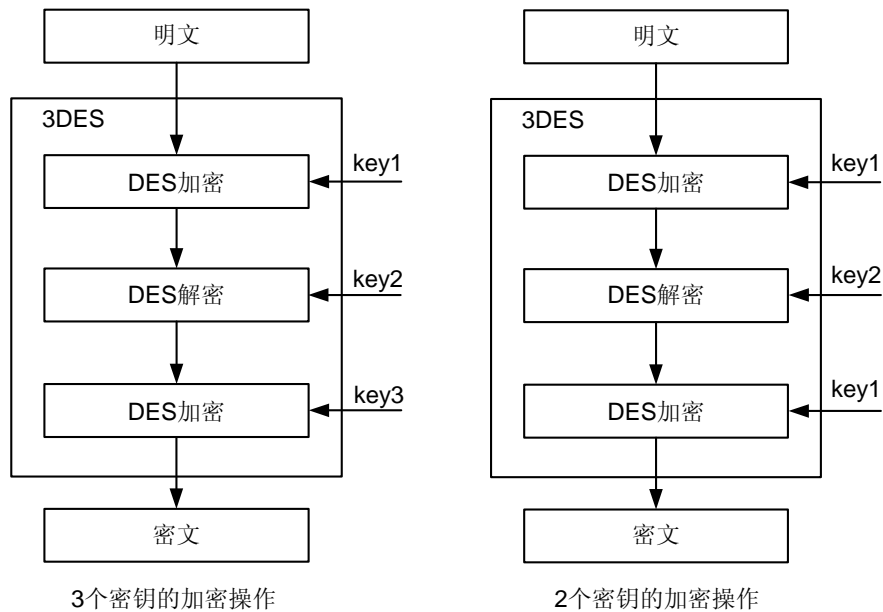 明文
3DES
DES加密
key1
DES解密
key2
DES加密
key3
密文
3个密钥的加密操作
明文
3DES
DES加密
key1
DES解密
key2
DES加密
key1
密文
2个密钥的加密操作